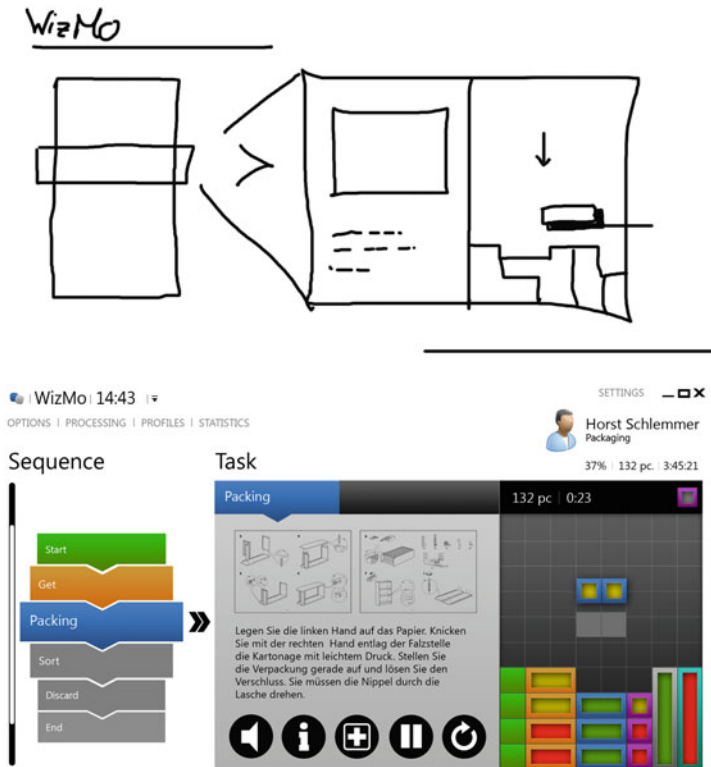 WizMo
WizMo 14:43
SETTINGS
OPTIONS | PROCESSING | PROFILES | STATISTICS
Horst Schlemmer
Packaging
37% | 132 pc. | 3:45:21
Sequence
Task
Packing
132 pc | 0:23
Start
Get
Packing
Sort
Discard
End
Legen Sie die linken Hand auf das Papier. Knicken
Sie mit der rechten Hand entlag der Falzstelle
die Kartonage mit leichtem Druck. Stellen Sie
die Verpackung gerade auf und lösen Sie den
Verschluss. Sie müssen die Nippel durch die
Lasche drehen.